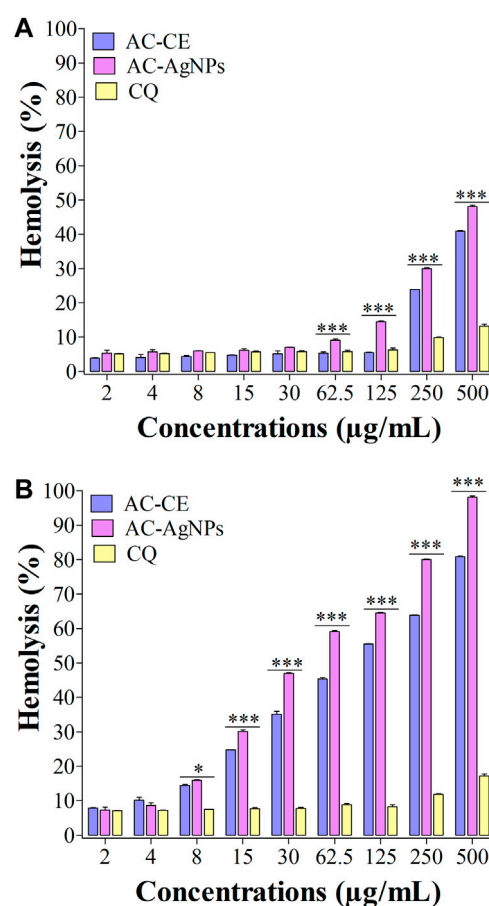 A
AC-CE
AC-AgNPs
CQ
Hemolysis (%)
100
90
80
70
60
50
40
30
20
10
0
***
***
***
***
2 4 8 15 30 62.5 125 250 500
Concentrations (µg/mL)
B
AC-CE
AC-AgNPs
CQ
Hemolysis (%)
100
90
80
70
60
50
40
30
20
10
0
*
***
***
***
***
***
***
2 4 8 15 30 62.5 125 250 500
Concentrations (µg/mL)